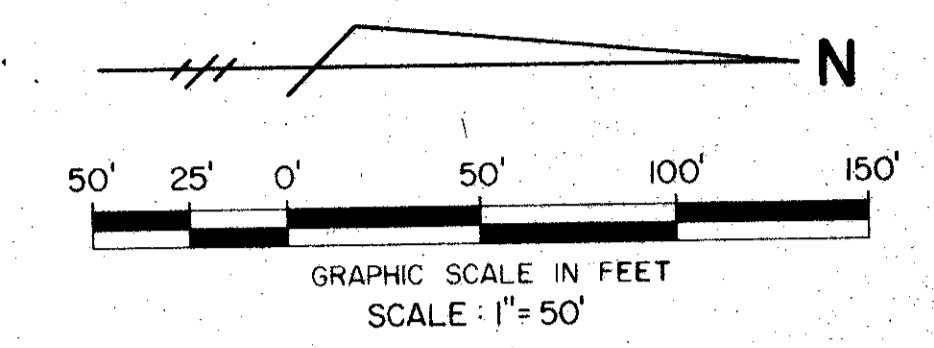 N
50' 25' 0' 50' 100' 150'
GRAPHIC SCALE IN FEET
SCALE : 1"= 50'